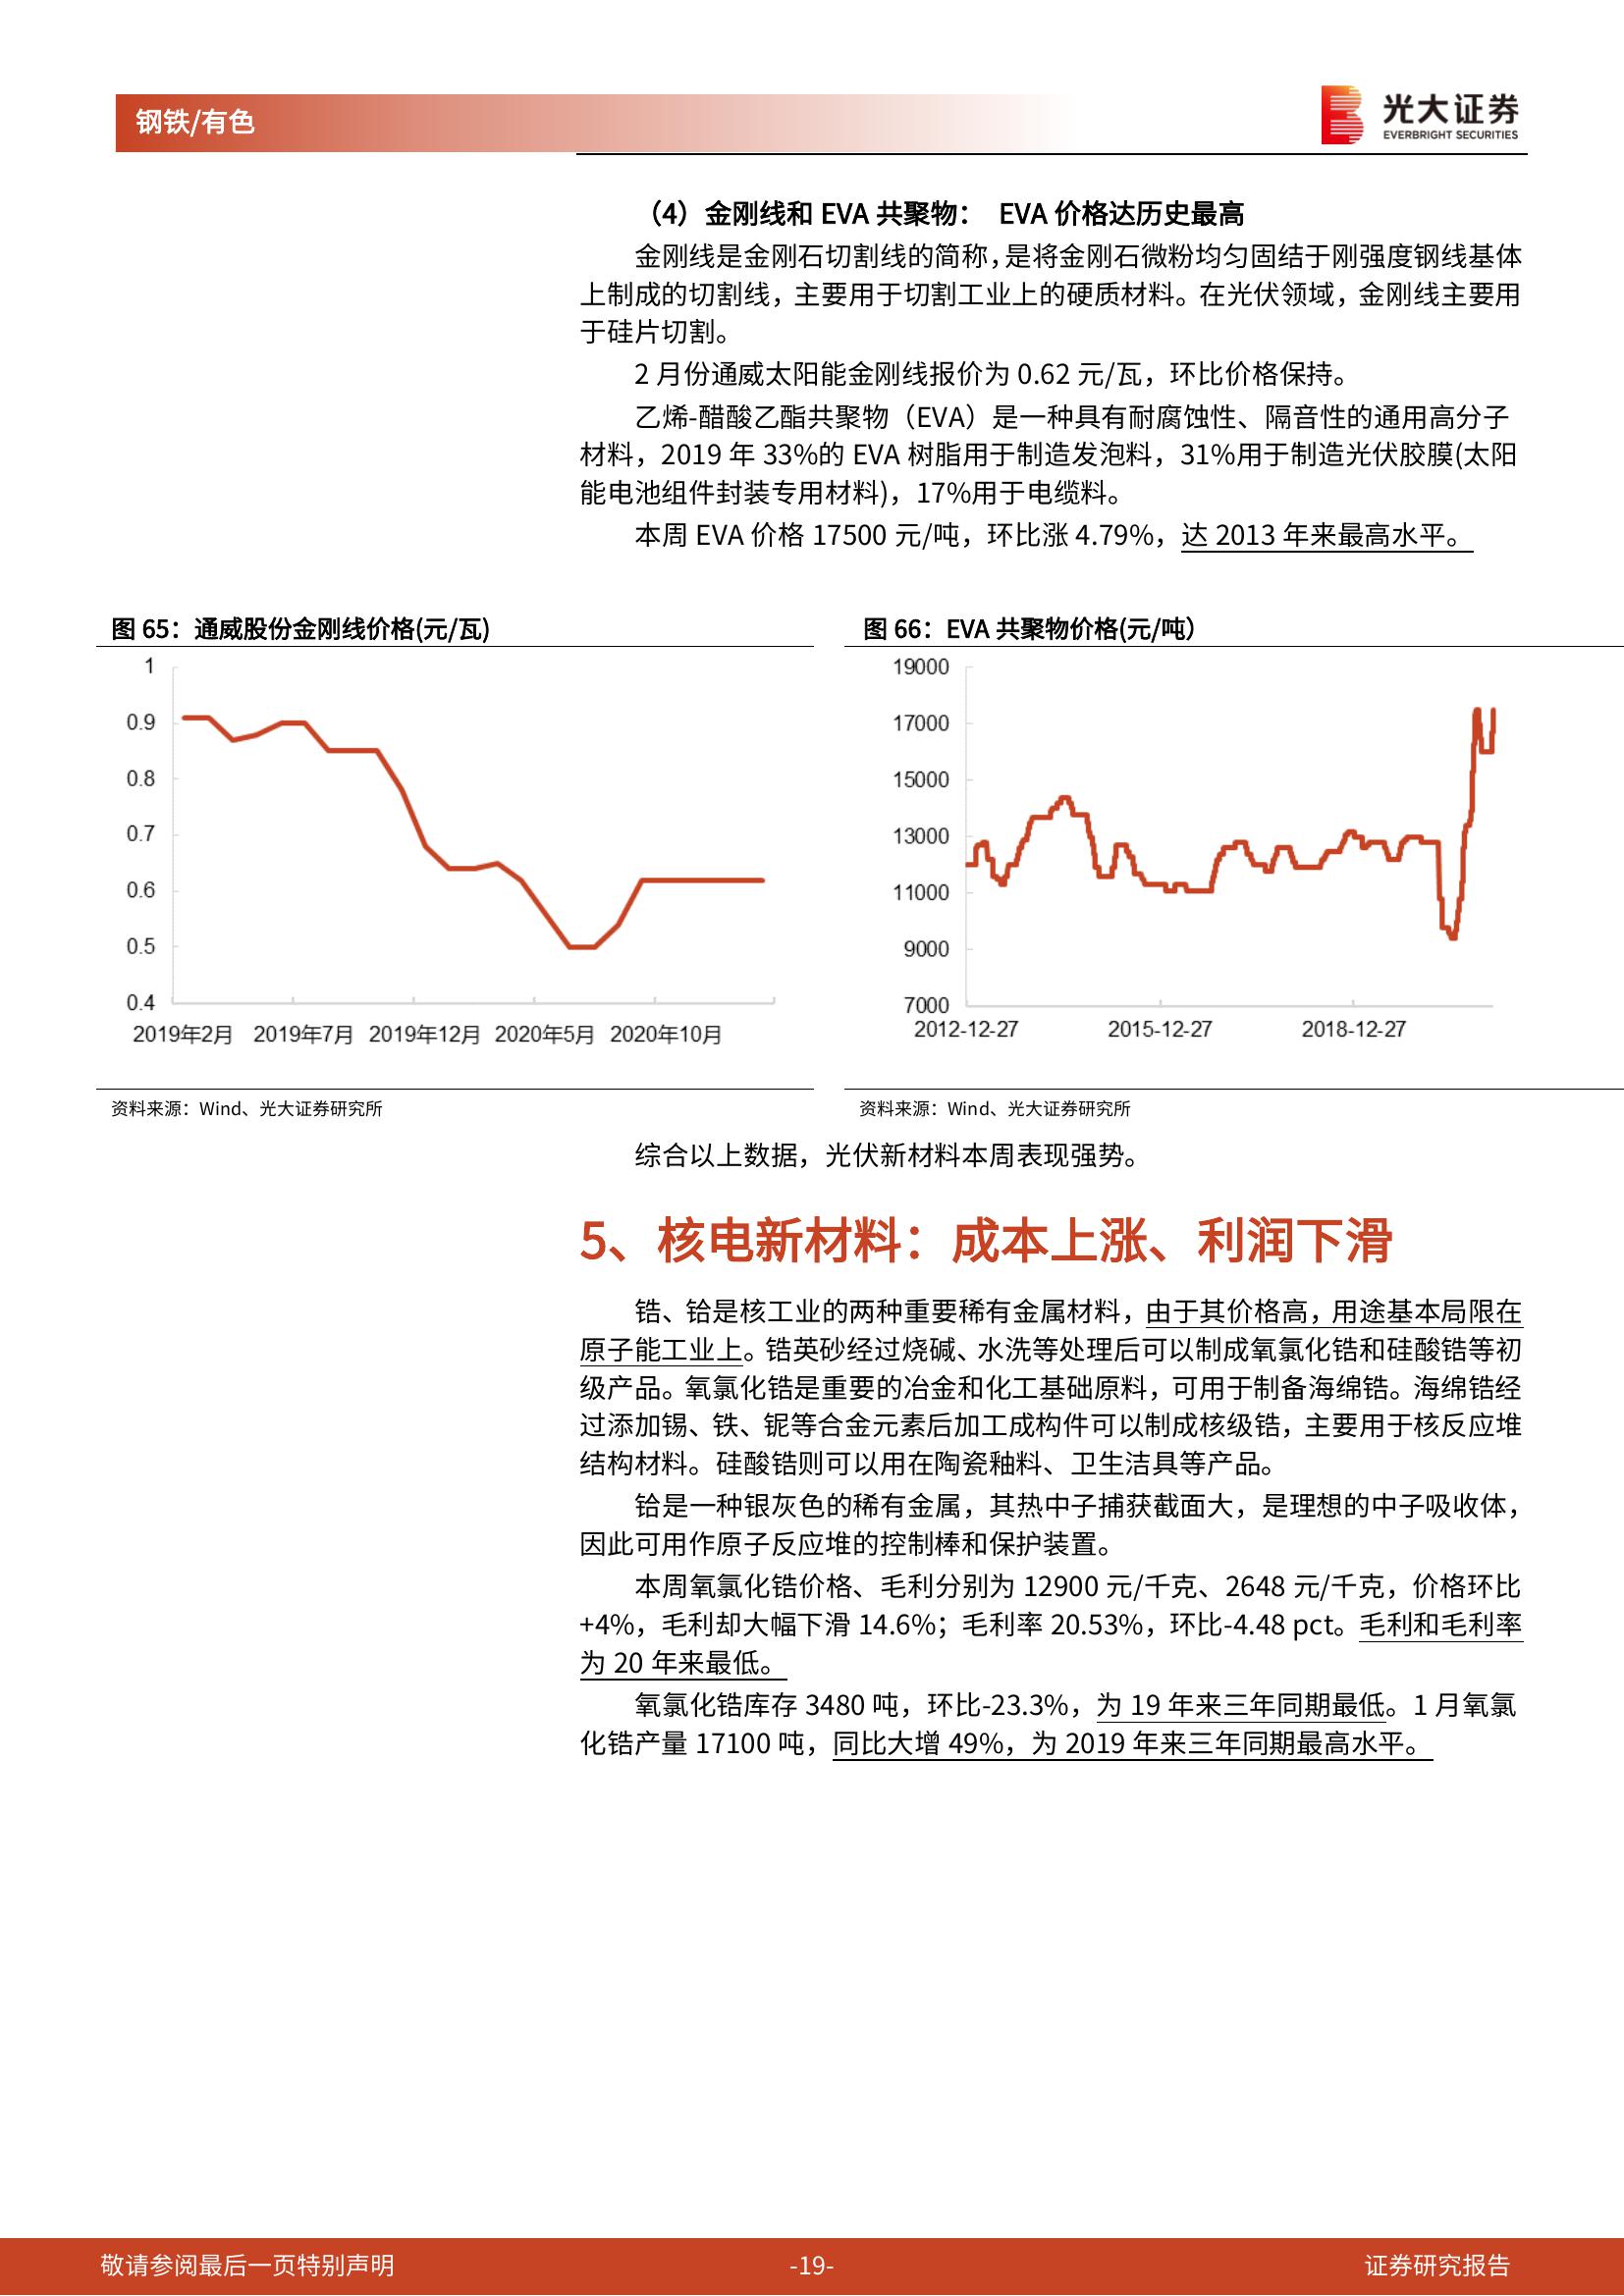 钢铁/有色
光大证券
EVERBRIGHT SECURITIES
（4）金刚线和 EVA 共聚物： EVA 价格达历史最高
金刚线是金刚石切割线的简称，是将金刚石微粉均匀固结于刚强度钢线基体
上制成的切割线，主要用于切割工业上的硬质材料。在光伏领域，金刚线主要用
于硅片切割。
2 月份通威太阳能金刚线报价为 0.62 元/瓦，环比价格保持。
乙烯-醋酸乙酯共聚物（EVA）是一种具有耐腐蚀性、隔音性的通用高分子
材料，2019 年 33%的 EVA 树脂用于制造发泡料，31%用于制造光伏胶膜(太阳
能电池组件封装专用材料)，17%用于电缆料。
本周 EVA 价格 17500 元/吨，环比涨 4.79%，达 2013 年来最高水平。
图 65：通威股份金刚线价格(元/瓦)
1
0.9
0.8
0.7
0.6
0.5
0.4
2019年2月 2019年7月 2019年12月 2020年5月 2020年10月
资料来源：Wind、光大证券研究所
图 66：EVA 共聚物价格(元/吨）
19000
17000
15000
13000
11000
9000
7000
2012-12-27 2015-12-27 2018-12-27
资料来源：Wind、光大证券研究所
综合以上数据，光伏新材料本周表现强势。
5、核电新材料：成本上涨、利润下滑
锆、铪是核工业的两种重要稀有金属材料，由于其价格高，用途基本局限在
原子能工业上。锆英砂经过烧碱、水洗等处理后可以制成氧氯化锆和硅酸锆等初
级产品。氧氯化锆是重要的冶金和化工基础原料，可用于制备海绵锆。海绵锆经
过添加锡、铁、铌等合金元素后加工成构件可以制成核级锆，主要用于核反应堆
结构材料。硅酸锆则可以用在陶瓷釉料、卫生洁具等产品。
铪是一种银灰色的稀有金属，其热中子捕获截面大，是理想的中子吸收体，
因此可用作原子反应堆的控制棒和保护装置。
本周氧氯化锆价格、毛利分别为 12900 元/千克、2648 元/千克，价格环比
+4%，毛利却大幅下滑 14.6%；毛利率 20.53%，环比-4.48 pct。毛利和毛利率
为 20 年来最低。
氧氯化锆库存 3480 吨，环比-23.3%，为 19 年来三年同期最低。1 月氧氯
化锆产量 17100 吨，同比大增 49%，为 2019 年来三年同期最高水平。
敬请参阅最后一页特别声明
-19-
证券研究报告